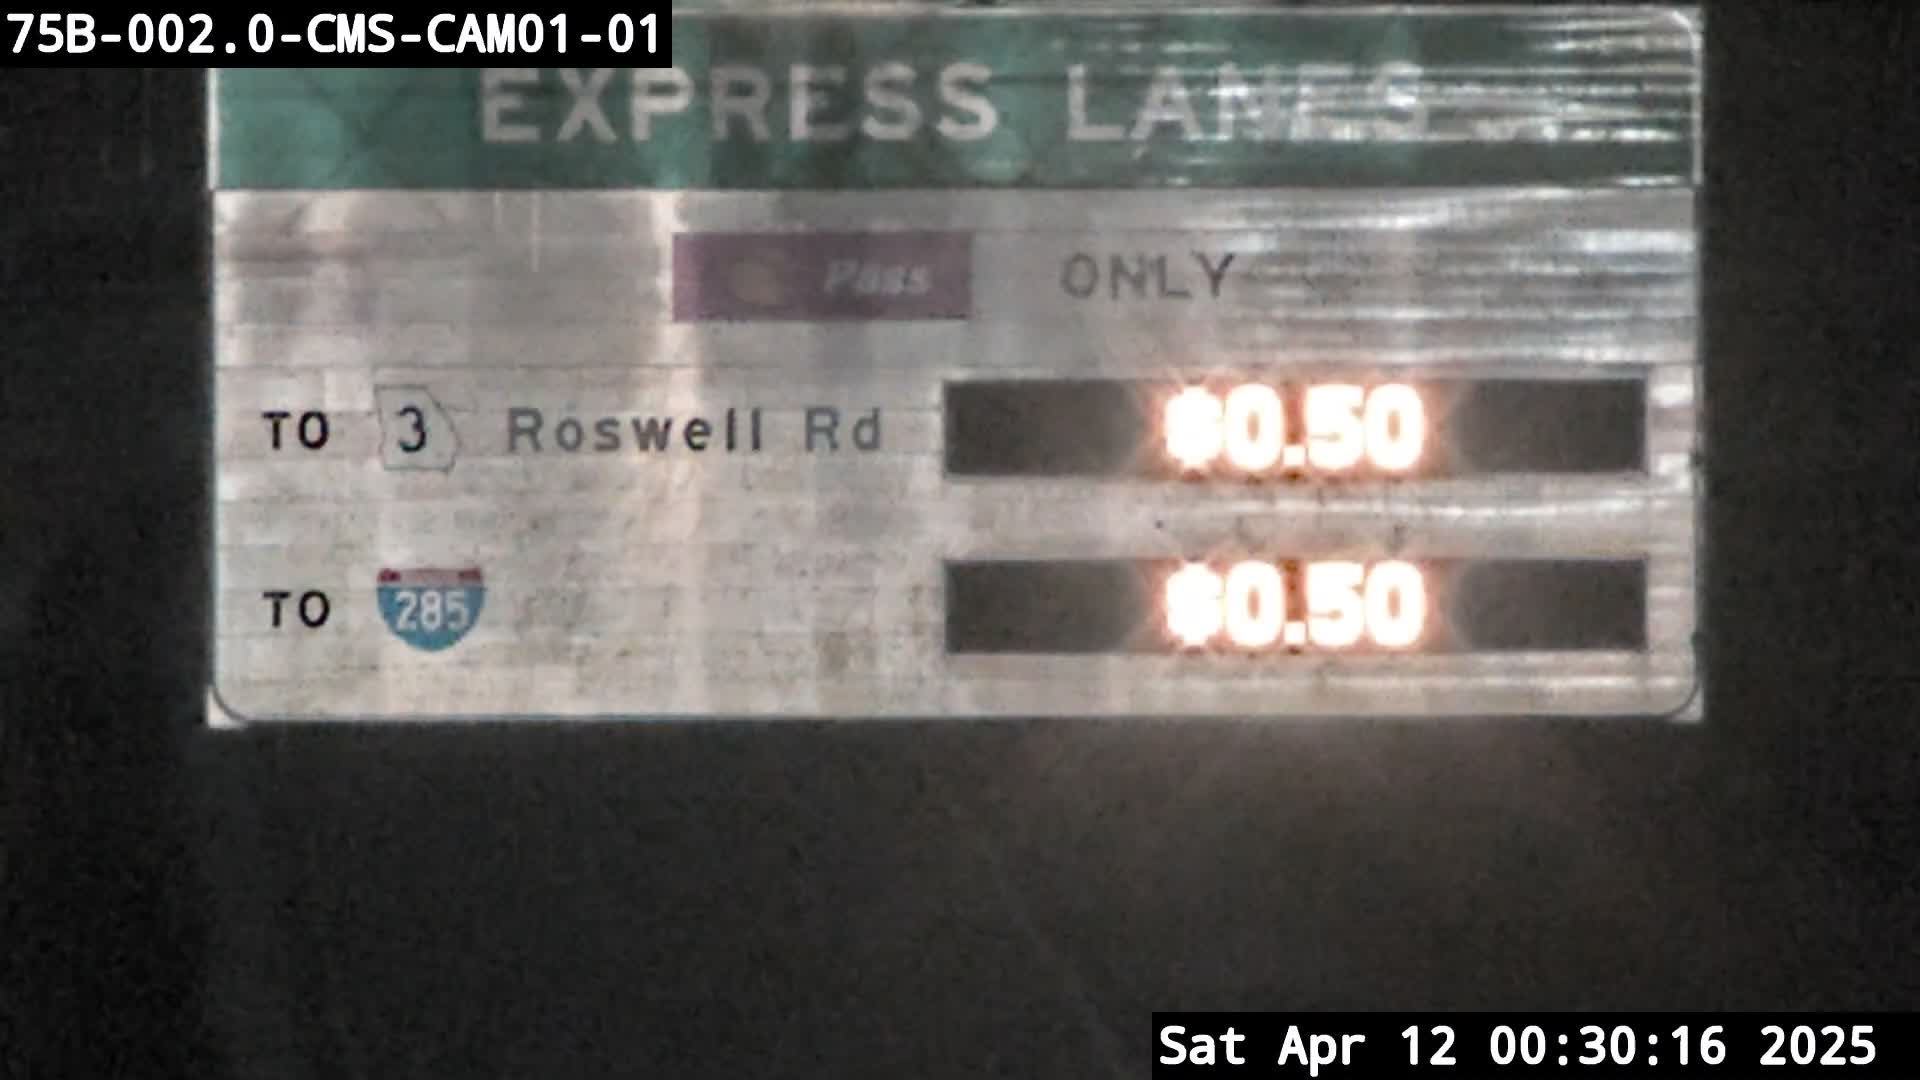 75B-002.0-CMS-CAM01-01
EXPRESS LANES
Pass ONLY
TO 3 Roswell Rd $0.50
TO 285 $0.50
Sat Apr 12 00:30:16 2025